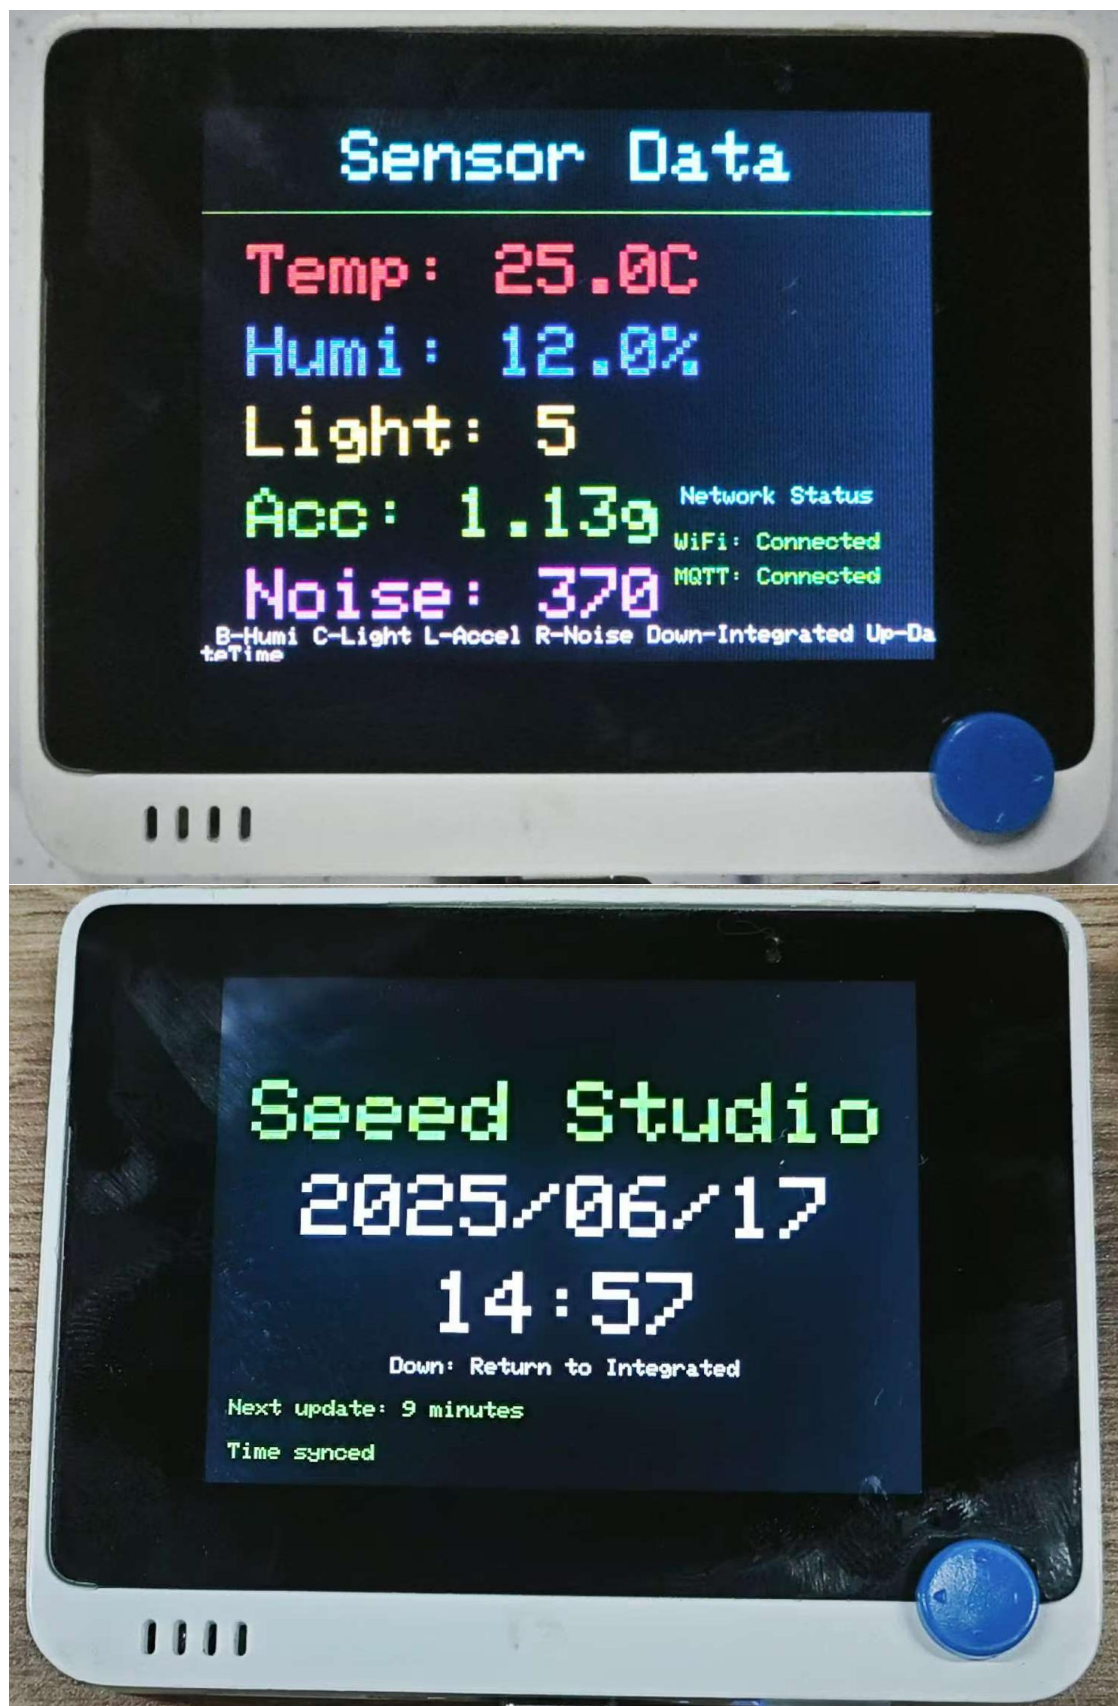 Sensor Data
Temp: 25.0C
Humi: 12.0%
Light: 5
Acc: 1.13g
Noise: 370
Network Status
WiFi: Connected
MQTT: Connected
B-Humi C-Light L-Accel R-Noise Down-Integrated Up-Da
teTime
Seeed Studio
2025/06/17
14:57
Down: Return to Integrated
Next update: 9 minutes
Time synced